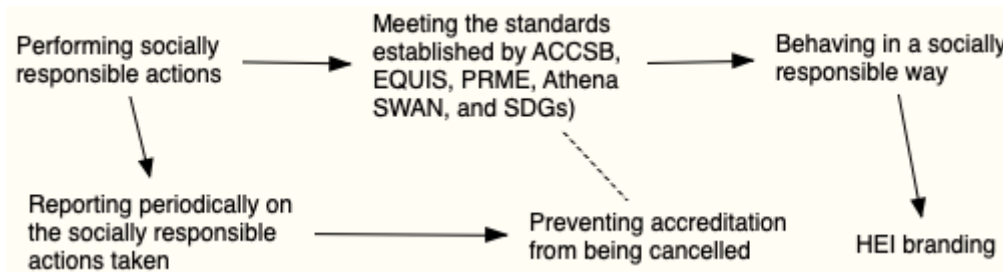 Performing socially
responsible actions
Meeting the standards
established by ACCSB,
EQUIS, PRME, Athena
SWAN, and SDGs)
Behaving in a socially
responsible way
Reporting periodically on
the socially responsible
actions taken
Preventing accreditation
from being cancelled
HEI branding